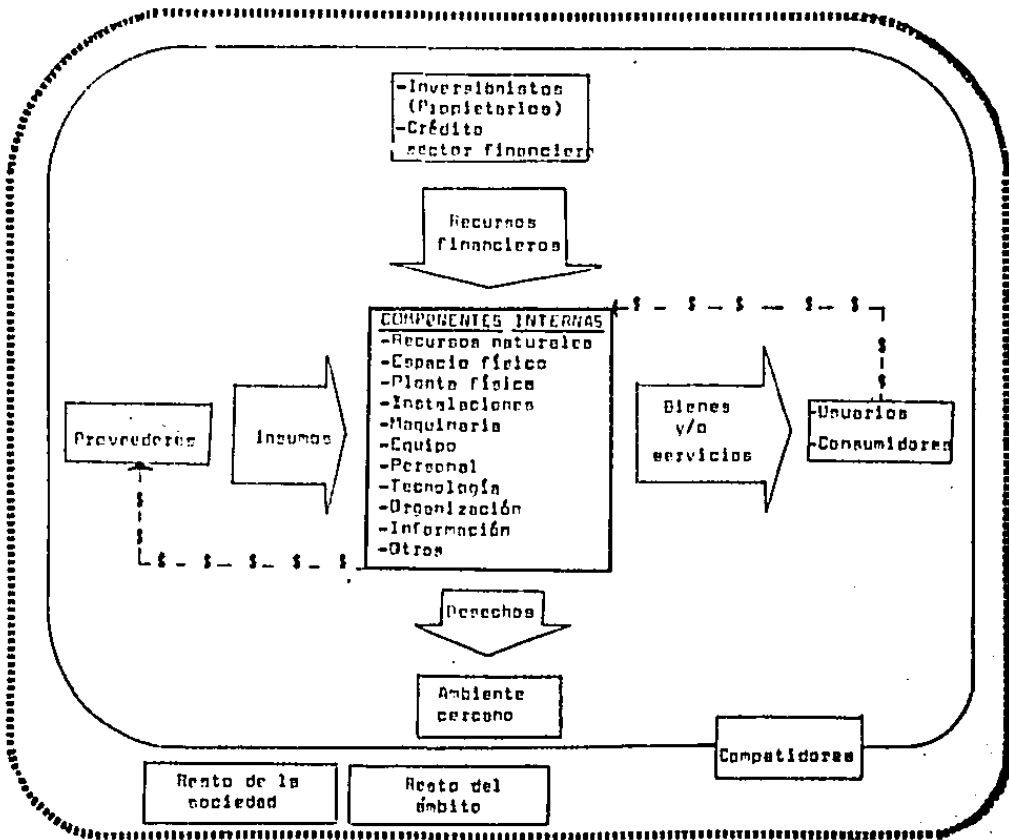 -Inversionistas
(Propietarios)
-Crédito
sector financiero
Recursos
financieros
COMPONENTES INTERNAS
-Recursos naturales
-Espacio físico
-Planta física
-Instalaciones
-Maquinaria
-Equipo
-Personal
-Tecnología
-Organización
-Información
-Otros
Proveedores
Insumos
Bienes
y/o
servicios
-Usuarios
-Consumidores
$ - $ - $ - $ - $
$
$
$
$
$ - $ - $ - $ - $
Desechos
Ambiente
cercano
Competidores
Resto de la
sociedad
Resto del
ámbito